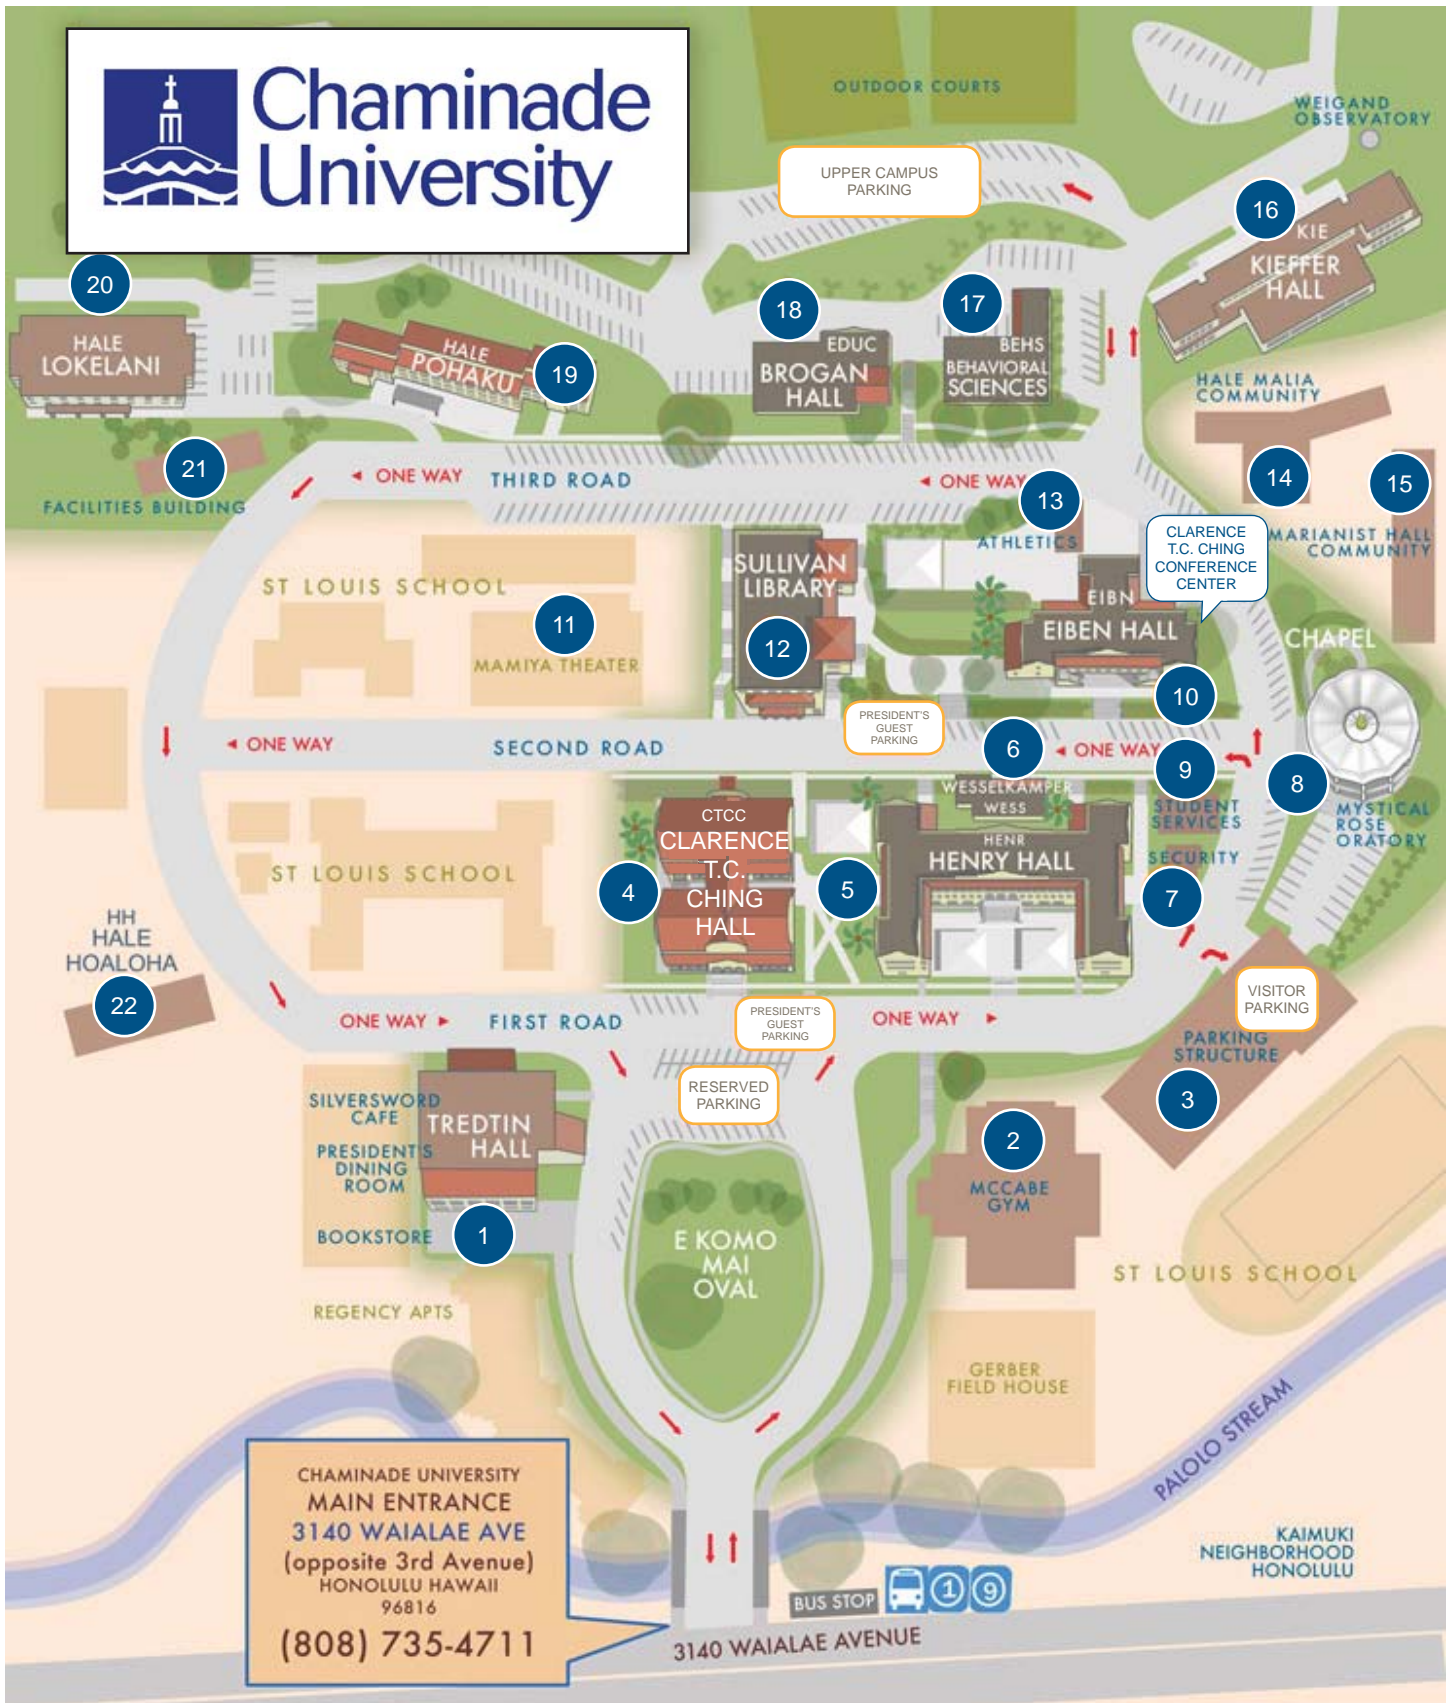 Chaminade
University
OUTDOOR COURTS
WEIGAND
OBSERVATORY
UPPER CAMPUS
PARKING
16
KIE
KIEFFER
HALL
20
HALE
LOKELANI
HALE
POHAKU
19
18
EDUC
BROGAN
HALL
17
BEHS
BEHAVIORAL
SCIENCES
HALE MALIA
COMMUNITY
14
15
MARIANIST HALL
COMMUNITY
21
FACILITIES BUILDING
ONE WAY
THIRD ROAD
ONE WAY
13
ATHLETICS
CLARENCE
T.C. CHING
CONFERENCE
CENTER
ST LOUIS SCHOOL
11
MAMIYA THEATER
SULLIVAN
LIBRARY
12
EIBN
EIBEN HALL
10
CHAPEL
PRESIDENT'S
GUEST
PARKING
ONE WAY
SECOND ROAD
6
ONE WAY
9
STUDENT
SERVICES
8
MYSTICAL
ROSE
ORATORY
WESSELKAMPER
WESS
HENR
HENRY HALL
5
SECURITY
7
CTCC
CLARENCE
T.C.
CHING
HALL
4
ST LOUIS SCHOOL
HH
HALE
HOALOHA
22
ONE WAY
FIRST ROAD
PRESIDENT'S
GUEST
PARKING
ONE WAY
VISITOR
PARKING
PARKING
STRUCTURE
3
RESERVED
PARKING
SILVERSWORD
CAFE
PRESIDENT'S
DINING
ROOM
BOOKSTORE
TREDTIN
HALL
1
2
MCCABE
GYM
E KOMO
MAI
OVAL
ST LOUIS SCHOOL
REGENCY APTS
GERBER
FIELD HOUSE
PALOLO STREAM
CHAMINADE UNIVERSITY
MAIN ENTRANCE
3140 WAIALAE AVE
(opposite 3rd Avenue)
HONOLULU HAWAII
96816
(808) 735-4711
KAIMUKI
NEIGHBORHOOD
HONOLULU
BUS STOP
1
9
3140 WAIALAE AVENUE